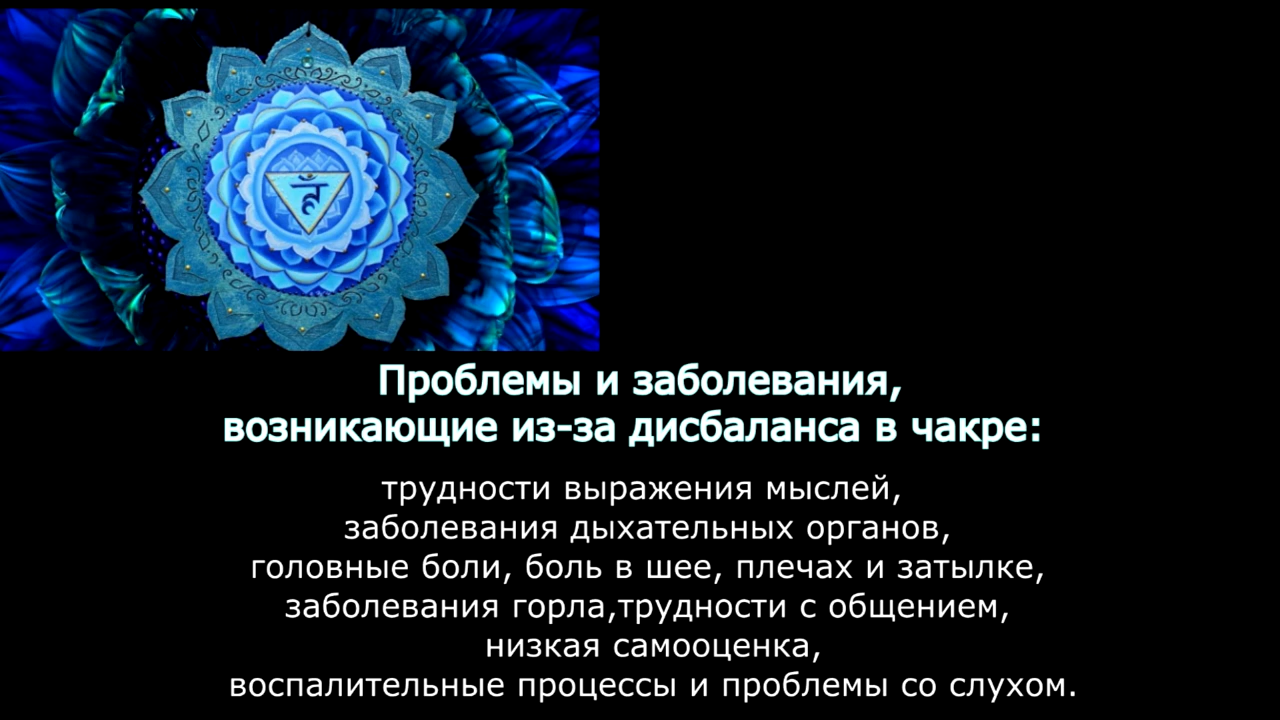 Проблемы и заболевания,
возникающие из-за дисбаланса в чакре:
трудности выражения мыслей,
заболевания дыхательных органов,
головные боли, боль в шее, плечах и затылке,
заболевания горла,трудности с общением,
низкая самооценка,
воспалительные процессы и проблемы со слухом.